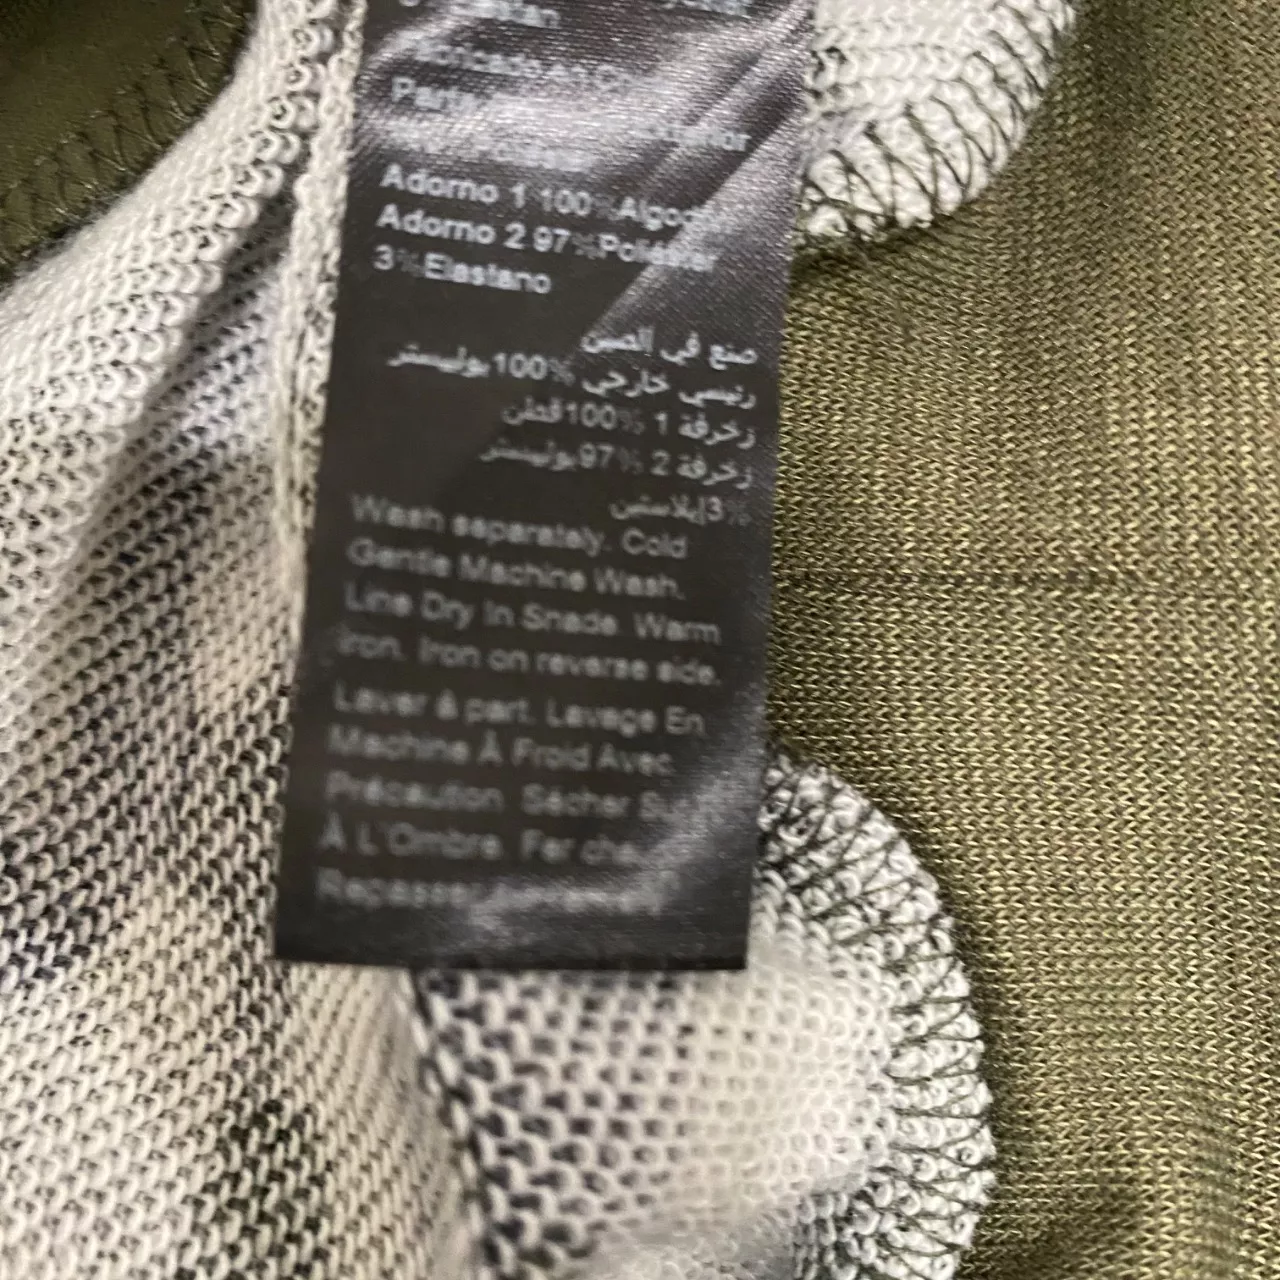 Adorno 1 100%Algodón
Adorno 2 97%Poliéster
3%Elastano
صنع في الصين
رئيسي خارجي 100%بوليستر
زخرفة 1 100%قطن
زخرفة 2 97%بوليستر
3%إيلاستين
Wash separately. Cold
Gentle Machine Wash.
Line Dry In Shade. Warm
Iron. Iron on reverse side.
Laver à part. Lavage En
Machine À Froid Avec
Précaution. Sécher
À L'Ombre. Fer
Repasser